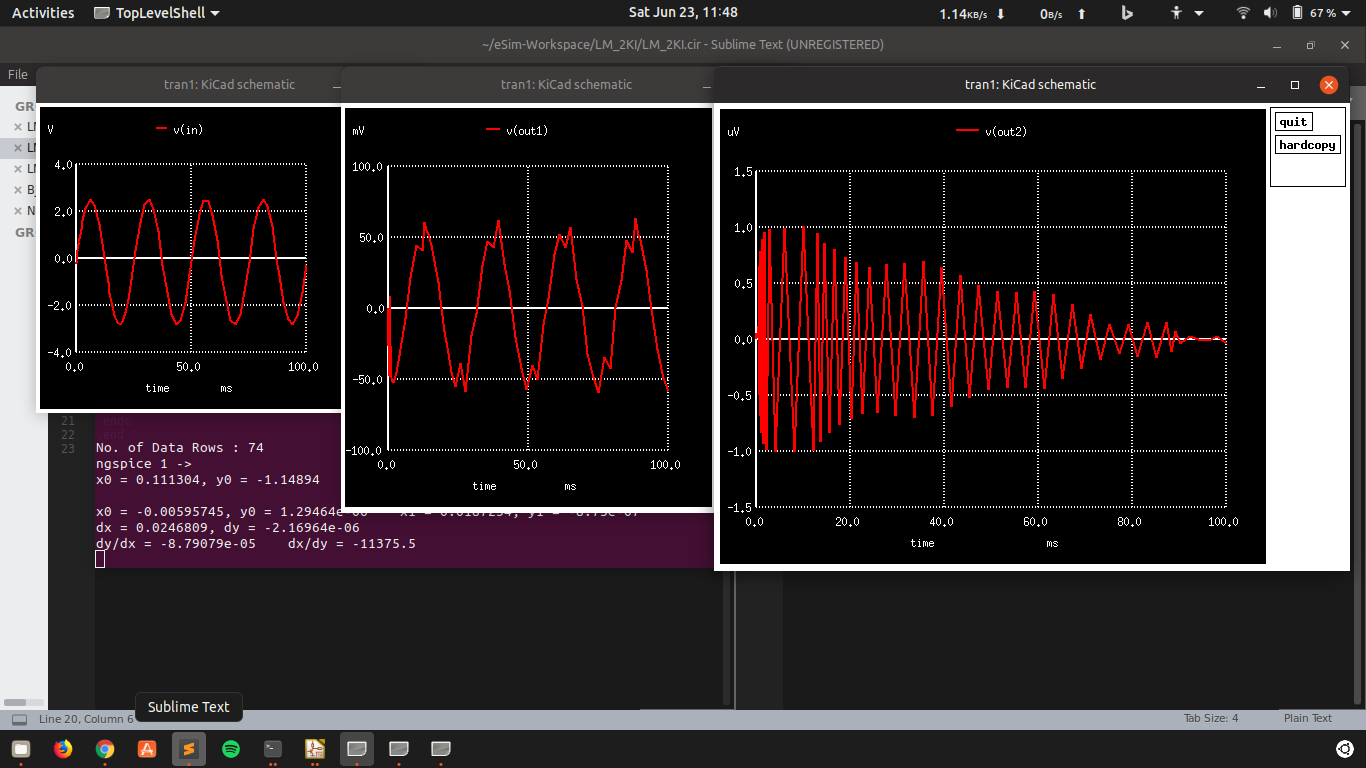 Activities
TopLevelShell
Sat Jun 23, 11:48
1.14KB/s
0B/s
67 %
~/eSim-Workspace/LM_2KI/LM_2KI.cir - Sublime Text (UNREGISTERED)
File
tran1: KiCad schematic
tran1: KiCad schematic
tran1: KiCad schematic
GR
LM
LM
LM
B
N
GR
V
v(in)
4.0
2.0
0.0
-2.0
-4.0
0.0
50.0
100.0
time
ms
mV
v(out1)
100.0
50.0
0.0
-50.0
-100.0
0.0
50.0
100.0
time
ms
uV
v(out2)
1.5
1.0
0.5
0.0
-0.5
-1.0
-1.5
0.0
20.0
40.0
60.0
80.0
100.0
time
ms
quit
hardcopy
21
22
23
No. of Data Rows : 74
ngspice 1 ->
x0 = 0.111304, y0 = -1.14894
x0 = -0.00595745, y0 = 1.29464e-06
dx = 0.0246809, dy = -2.16964e-06
dy/dx = -8.79079e-05 dx/dy = -11375.5
Sublime Text
Line 20, Column 6
Tab Size: 4
Plain Text